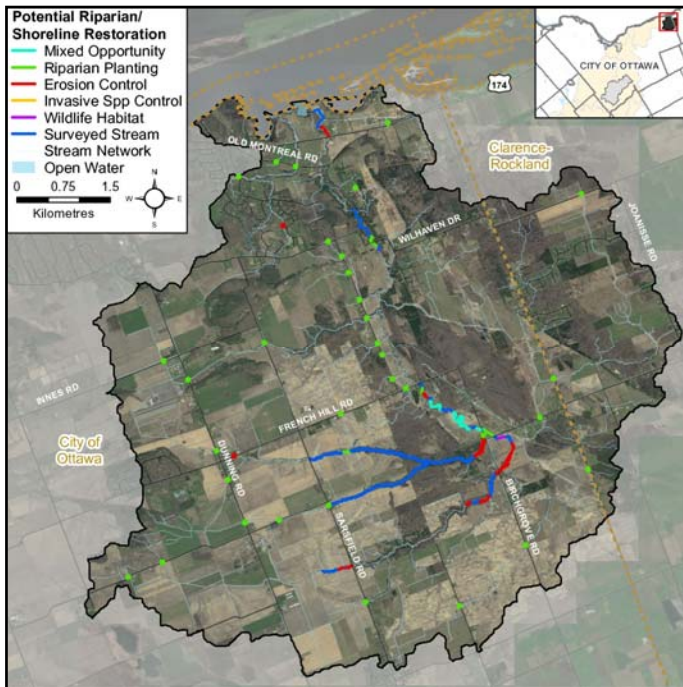 Potential Riparian/
Shoreline Restoration
Mixed Opportunity
Riparian Planting
Erosion Control
Invasive Spp Control
Wildlife Habitat
Surveyed Stream
Stream Network
Open Water
0 0.75 1.5
Kilometres
N
W E
S
CITY OF OTTAWA
174
OLD MONTREAL RD
Clarence-
Rockland
JOANISSE RD
WILHAVEN DR
INNES RD
FRENCH HILL RD
City of
Ottawa
DUNNING RD
SARSFIELD RD
BIRCHGROVE RD